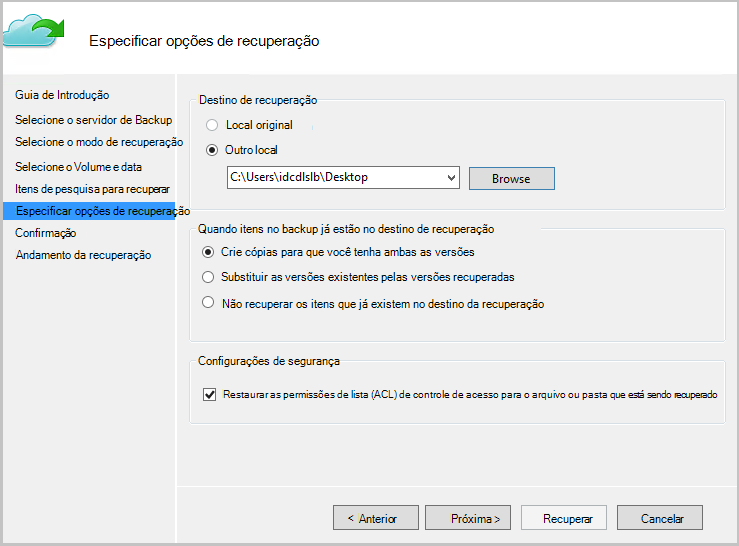 Especificar opções de recuperação
Guia de Introdução
Selecione o servidor de Backup
Selecione o modo de recuperação
Selecione o Volume e data
Itens de pesquisa para recuperar
Especificar opções de recuperação
Confirmação
Andamento da recuperação
Destino de recuperação
Local original
Outro local
C:\Users\idcdlslb\Desktop
Browse
Quando itens no backup já estão no destino de recuperação
Crie cópias para que você tenha ambas as versões
Substituir as versões existentes pelas versões recuperadas
Não recuperar os itens que já existem no destino da recuperação
Configurações de segurança
Restaurar as permissões de lista (ACL) de controle de acesso para o arquivo ou pasta que está sendo recuperado
< Anterior
Próxima >
Recuperar
Cancelar